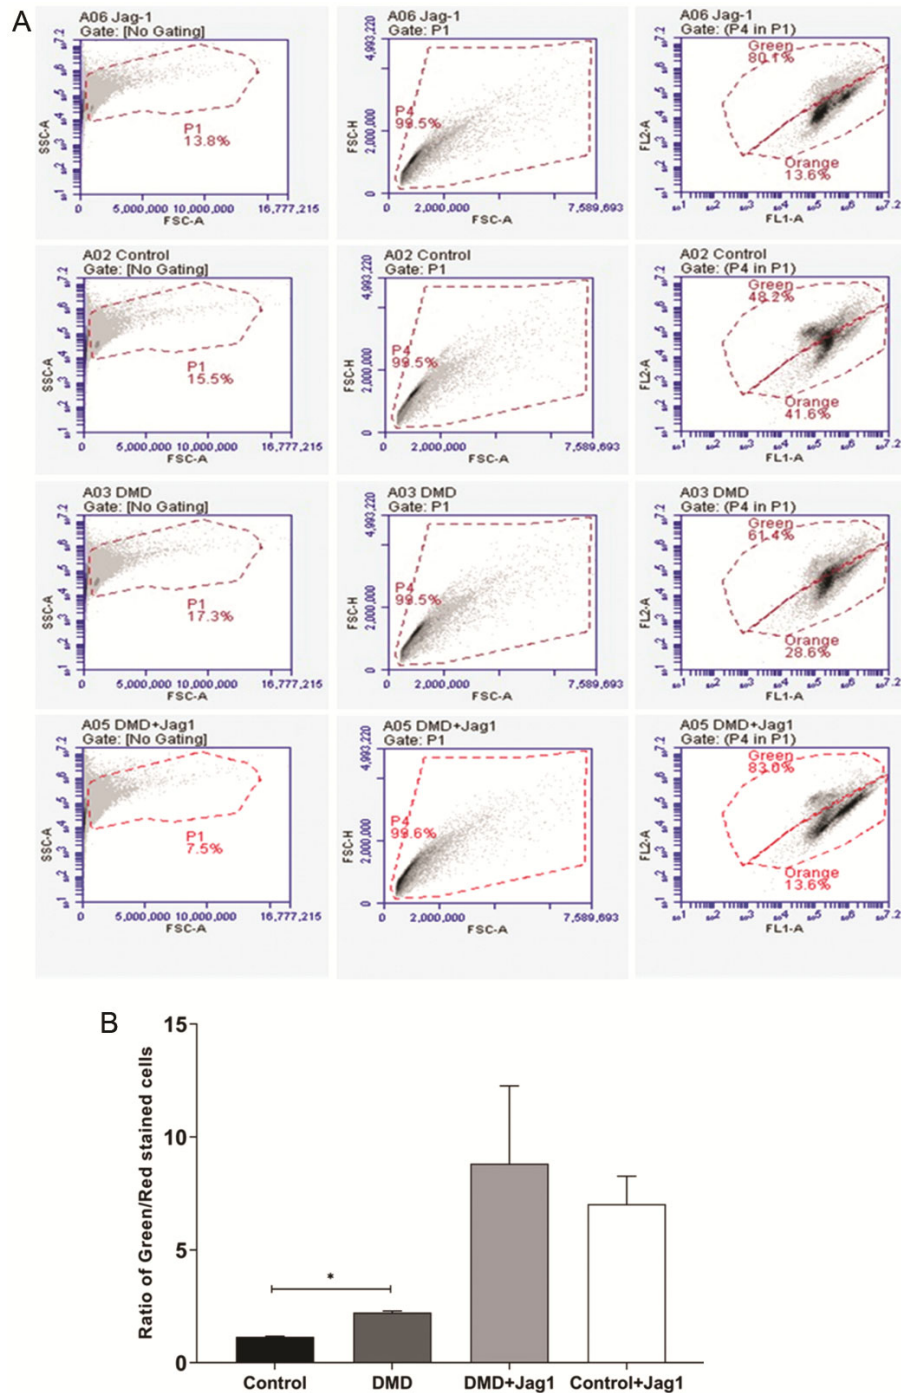 A
A06 Jag-1
Gate: [No Gating]
SSC-A
P1
13.8%
0 5,000,000 10,000,000 16,777,215
FSC-A
A06 Jag-1
Gate: P1
FSC-H
4,993,220
2,000,000
0
P4
99.5%
0 2,000,000 7,589,693
FSC-A
A06 Jag-1
Gate: (P4 in P1)
FL2-A
Green
80.1%
Orange
13.6%
FL1-A
A02 Control
Gate: [No Gating]
SSC-A
P1
15.5%
0 5,000,000 10,000,000 16,777,215
FSC-A
A02 Control
Gate: P1
FSC-H
4,993,220
2,000,000
0
P4
99.5%
0 2,000,000 7,589,693
FSC-A
A02 Control
Gate: (P4 in P1)
FL2-A
Green
48.2%
Orange
41.6%
FL1-A
A03 DMD
Gate: [No Gating]
SSC-A
P1
17.3%
0 5,000,000 10,000,000 16,777,215
FSC-A
A03 DMD
Gate: P1
FSC-H
4,993,220
2,000,000
0
P4
99.5%
0 2,000,000 7,589,693
FSC-A
A03 DMD
Gate: (P4 in P1)
FL2-A
Green
61.4%
Orange
28.6%
FL1-A
A05 DMD+Jag1
Gate: [No Gating]
SSC-A
P1
7.5%
0 5,000,000 10,000,000 16,777,215
FSC-A
A05 DMD+Jag1
Gate: P1
FSC-H
4,993,220
2,000,000
0
P4
99.6%
0 2,000,000 7,589,693
FSC-A
A05 DMD+Jag1
Gate: (P4 in P1)
FL2-A
Green
83.0%
Orange
13.6%
FL1-A
B
Ratio of Green/Red stained cells
15
10
5
0
*
Control DMD DMD+Jag1 Control+Jag1